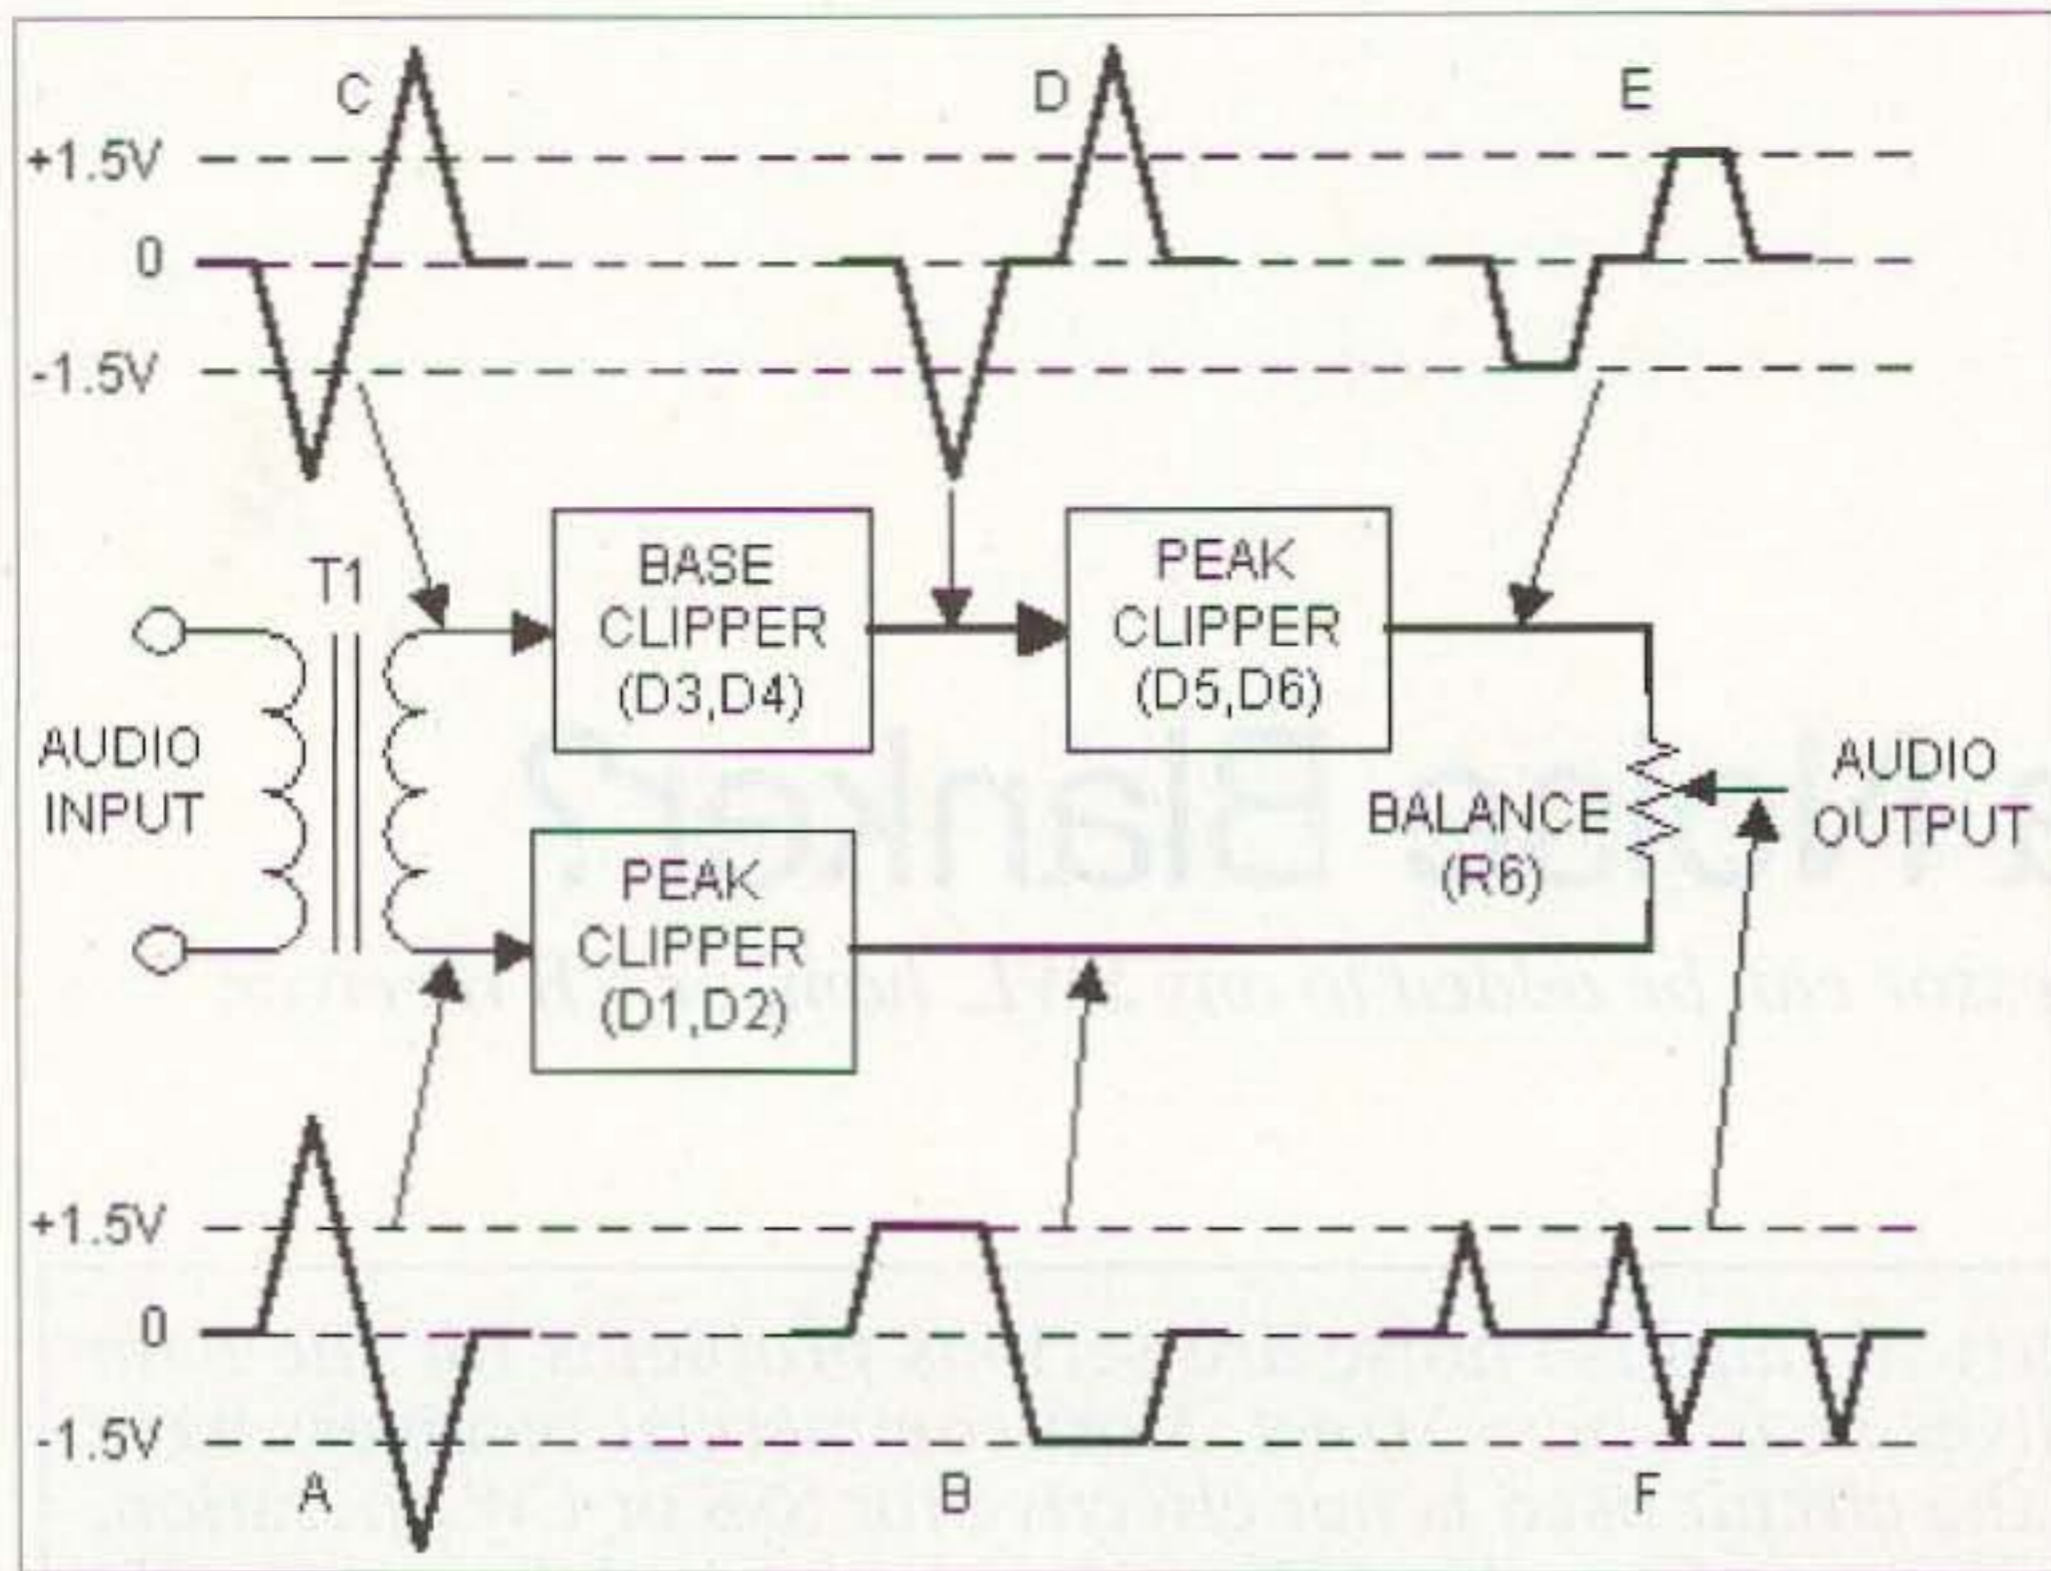 C
D
E
+1.5V
0
-1.5V
T1
BASE
CLIPPER
(D3,D4)
PEAK
CLIPPER
(D5,D6)
AUDIO
INPUT
PEAK
CLIPPER
(D1,D2)
BALANCE
(R6)
AUDIO
OUTPUT
+1.5V
0
-1.5V
A
B
F